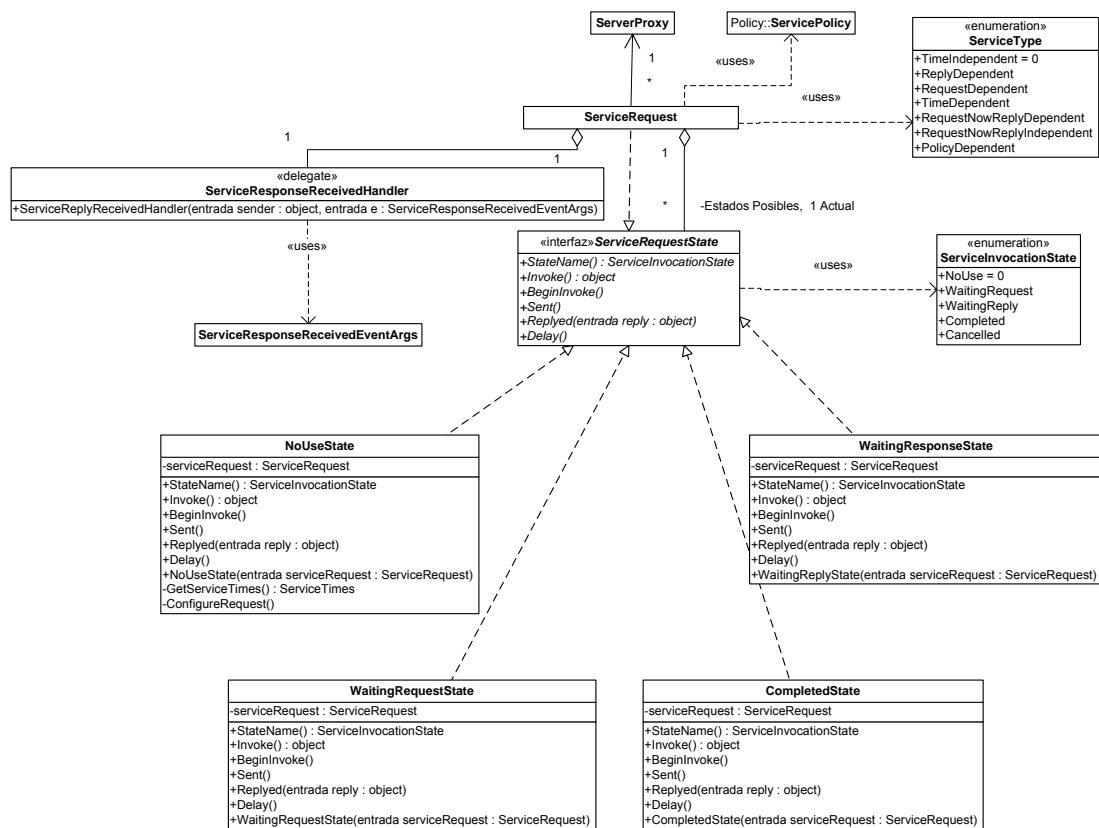 ServerProxy
Policy::ServicePolicy
«enumeration»
ServiceType
+TimeIndependent = 0
+ReplyDependent
+RequestDependent
+TimeDependent
+RequestNowReplyDependent
+RequestNowReplyIndependent
+PolicyDependent
1
*
«uses»
«uses»
ServiceRequest
1
1
1
«delegate»
ServiceResponseReceivedHandler
+ServiceReplyReceivedHandler(entrada sender : object, entrada e : ServiceResponseReceivedEventArgs)
*
-Estados Posibles, 1 Actual
«uses»
ServiceResponseReceivedEventArgs
«interfaz»ServiceRequestState
+StateName() : ServiceInvocationState
+Invoke() : object
+BeginInvoke()
+Sent()
+Replyed(entrada reply : object)
+Delay()
«uses»
«enumeration»
ServiceInvocationState
+NoUse = 0
+WaitingRequest
+WaitingReply
+Completed
+Cancelled
NoUseState
-serviceRequest : ServiceRequest
+StateName() : ServiceInvocationState
+Invoke() : object
+BeginInvoke()
+Sent()
+Replyed(entrada reply : object)
+Delay()
+NoUseState(entrada serviceRequest : ServiceRequest)
-GetServiceTimes() : ServiceTimes
-ConfigureRequest()
WaitingResponseState
-serviceRequest : ServiceRequest
+StateName() : ServiceInvocationState
+Invoke() : object
+BeginInvoke()
+Sent()
+Replyed(entrada reply : object)
+Delay()
+WaitingReplyState(entrada serviceRequest : ServiceRequest)
WaitingRequestState
-serviceRequest : ServiceRequest
+StateName() : ServiceInvocationState
+Invoke() : object
+BeginInvoke()
+Sent()
+Replyed(entrada reply : object)
+Delay()
+WaitingRequestState(entrada serviceRequest : ServiceRequest)
CompletedState
-serviceRequest : ServiceRequest
+StateName() : ServiceInvocationState
+Invoke() : object
+BeginInvoke()
+Sent()
+Replyed(entrada reply : object)
+Delay()
+CompletedState(entrada serviceRequest : ServiceRequest)